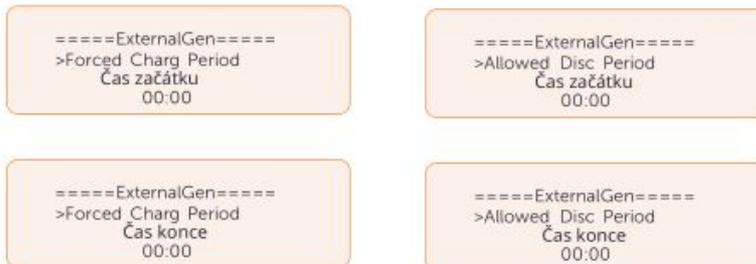 =====ExternalGen=====
>Forced Charg Period
Čas začátku
00:00
=====ExternalGen=====
>Allowed Disc Period
Čas začátku
00:00
=====ExternalGen=====
>Forced Charg Period
Čas konce
00:00
=====ExternalGen=====
>Allowed Disc Period
Čas konce
00:00